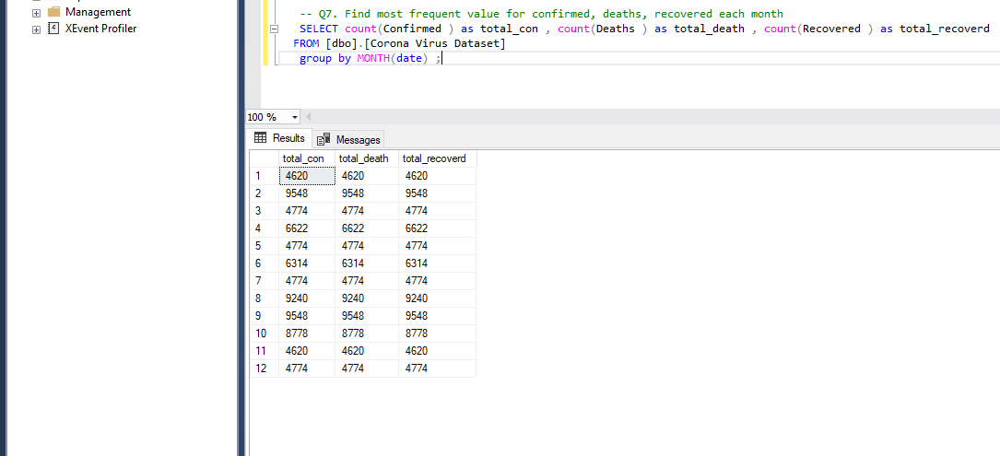 Management
XEvent Profiler
-- Q7. Find most frequent value for confirmed, deaths, recovered each month
SELECT count(Confirmed ) as total_con , count(Deaths ) as total_death , count(Recovered ) as total_recoverd
FROM [dbo].[Corona Virus Dataset]
group by MONTH(date) ;
100 %
Results Messages
total_con total_death total_recoverd
1 4620 4620 4620
2 9548 9548 9548
3 4774 4774 4774
4 6622 6622 6622
5 4774 4774 4774
6 6314 6314 6314
7 4774 4774 4774
8 9240 9240 9240
9 9548 9548 9548
10 8778 8778 8778
11 4620 4620 4620
12 4774 4774 4774